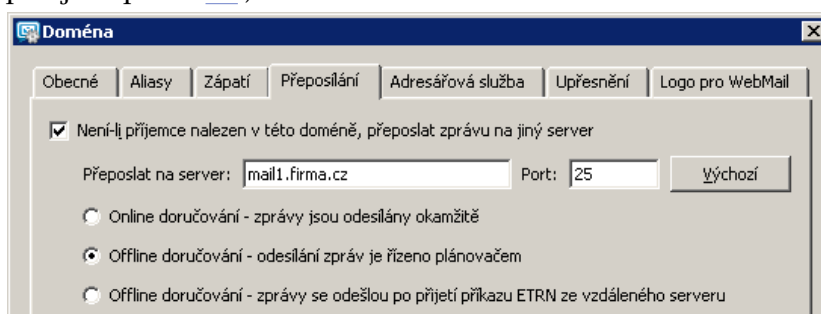 Doména
Obecné Aliasy Zápatí Přeposílání Adresářová služba Upřesnění Logo pro WebMail
Není-li příjemce nalezen v této doméně, přeposlat zprávu na jiný server
Přeposlat na server: mail1.firma.cz Port: 25 Výchozí
Online doručování - zprávy jsou odesílány okamžitě
Offline doručování - odesílání zpráv je řízeno plánovačem
Offline doručování - zprávy se odešlou po přijetí příkazu ETRN ze vzdáleného serveru